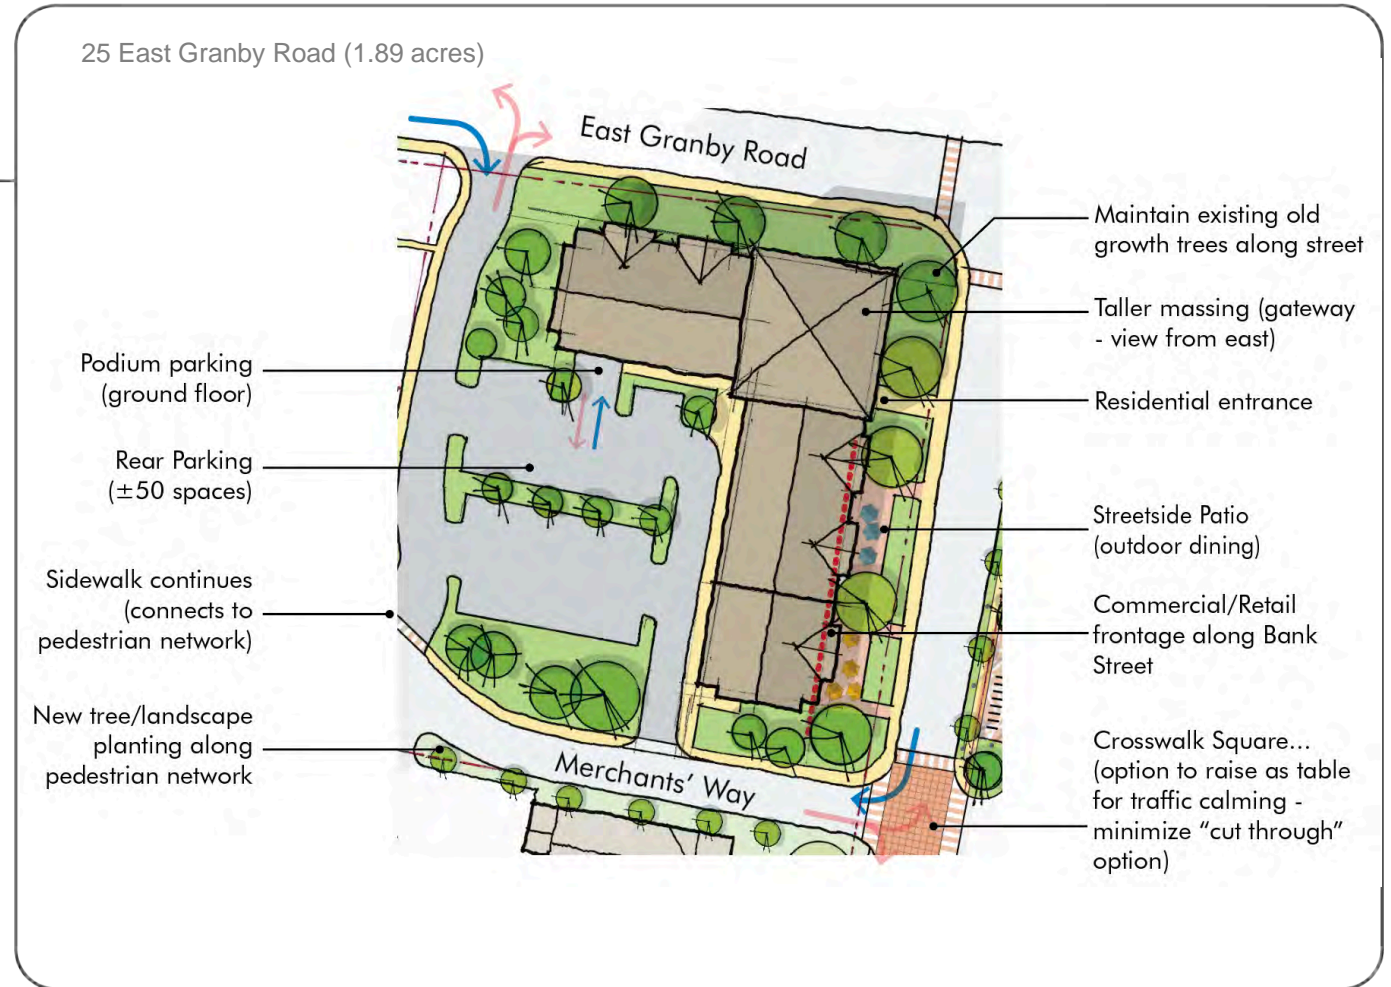 25 East Granby Road (1.89 acres)
East Granby Road
Maintain existing old
growth trees along street
Taller massing (gateway
- view from east)
Residential entrance
Streetside Patio
(outdoor dining)
Commercial/Retail
frontage along Bank
Street
Crosswalk Square...
(option to raise as table
for traffic calming -
minimize “cut through”
option)
Podium parking
(ground floor)
Rear Parking
(±50 spaces)
Sidewalk continues
(connects to
pedestrian network)
New tree/landscape
planting along
pedestrian network
Merchants’ Way